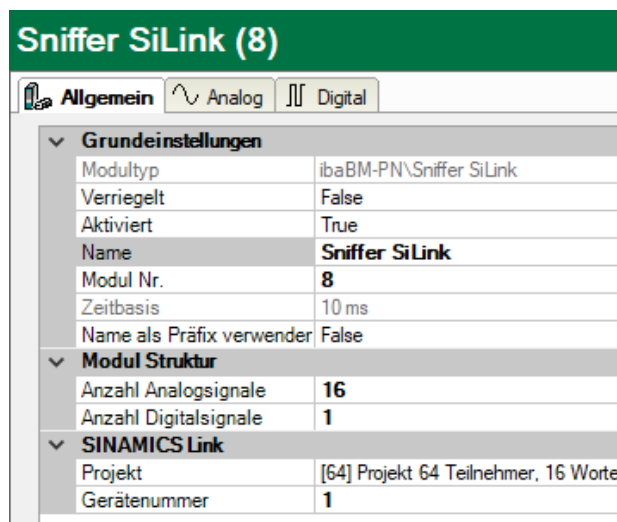 Sniffer SiLink (8)
Allgemein Analog Digital
Grundeinstellungen
Modultyp ibaBM-PN\Sniffer SiLink
Verriegelt False
Aktiviert True
Name Sniffer SiLink
Modul Nr. 8
Zeitbasis 10 ms
Name als Präfix verwender False
Modul Struktur
Anzahl Analogsignale 16
Anzahl Digitalsignale 1
SINAMICS Link
Projekt [64] Projekt 64 Teilnehmer, 16 Worte
Gerätenummer 1